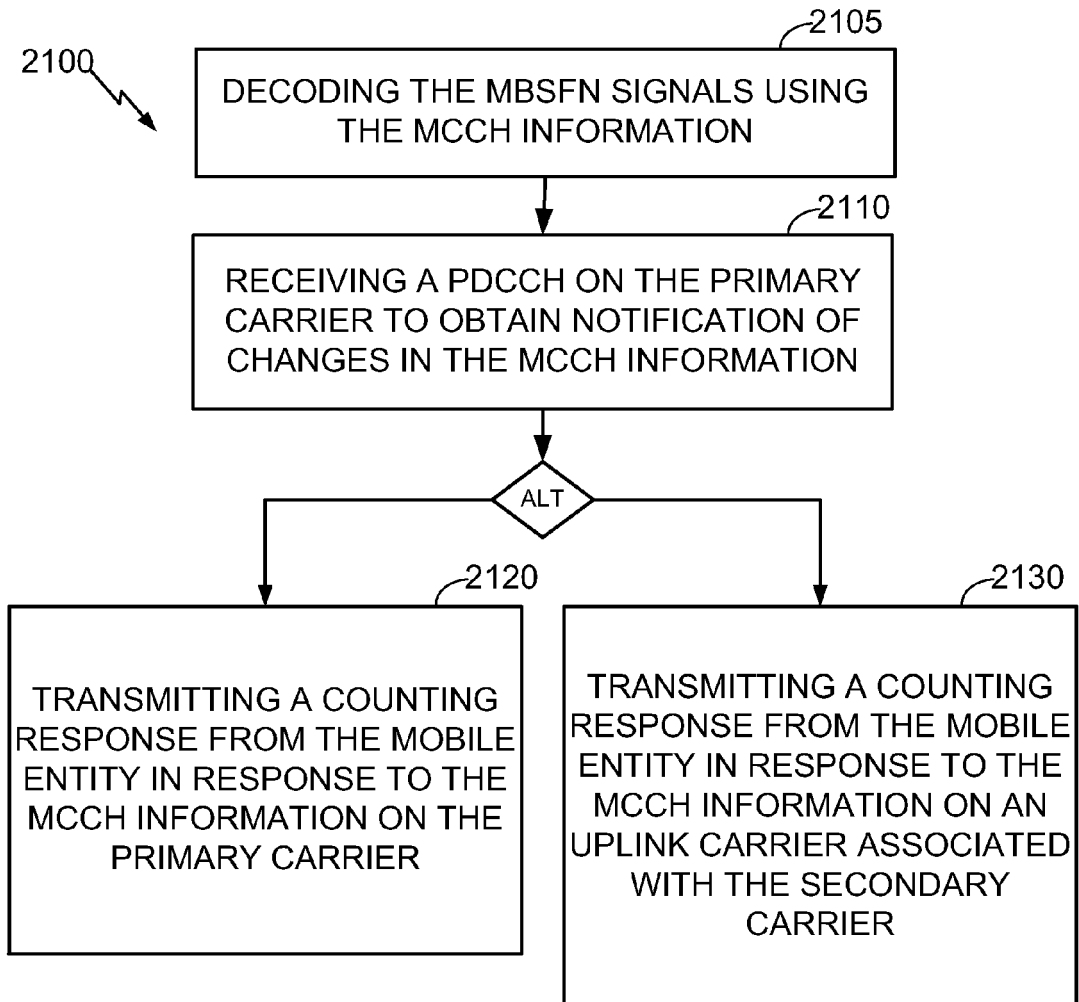 2100
2105
DECODING THE MBSFN SIGNALS USING
THE MCCH INFORMATION
2110
RECEIVING A PDCCH ON THE PRIMARY
CARRIER TO OBTAIN NOTIFICATION OF
CHANGES IN THE MCCH INFORMATION
ALT
2120
TRANSMITTING A COUNTING
RESPONSE FROM THE MOBILE
ENTITY IN RESPONSE TO THE
MCCH INFORMATION ON THE
PRIMARY CARRIER
2130
TRANSMITTING A COUNTING
RESPONSE FROM THE MOBILE
ENTITY IN RESPONSE TO THE
MCCH INFORMATION ON AN
UPLINK CARRIER ASSOCIATED
WITH THE SECONDARY
CARRIER